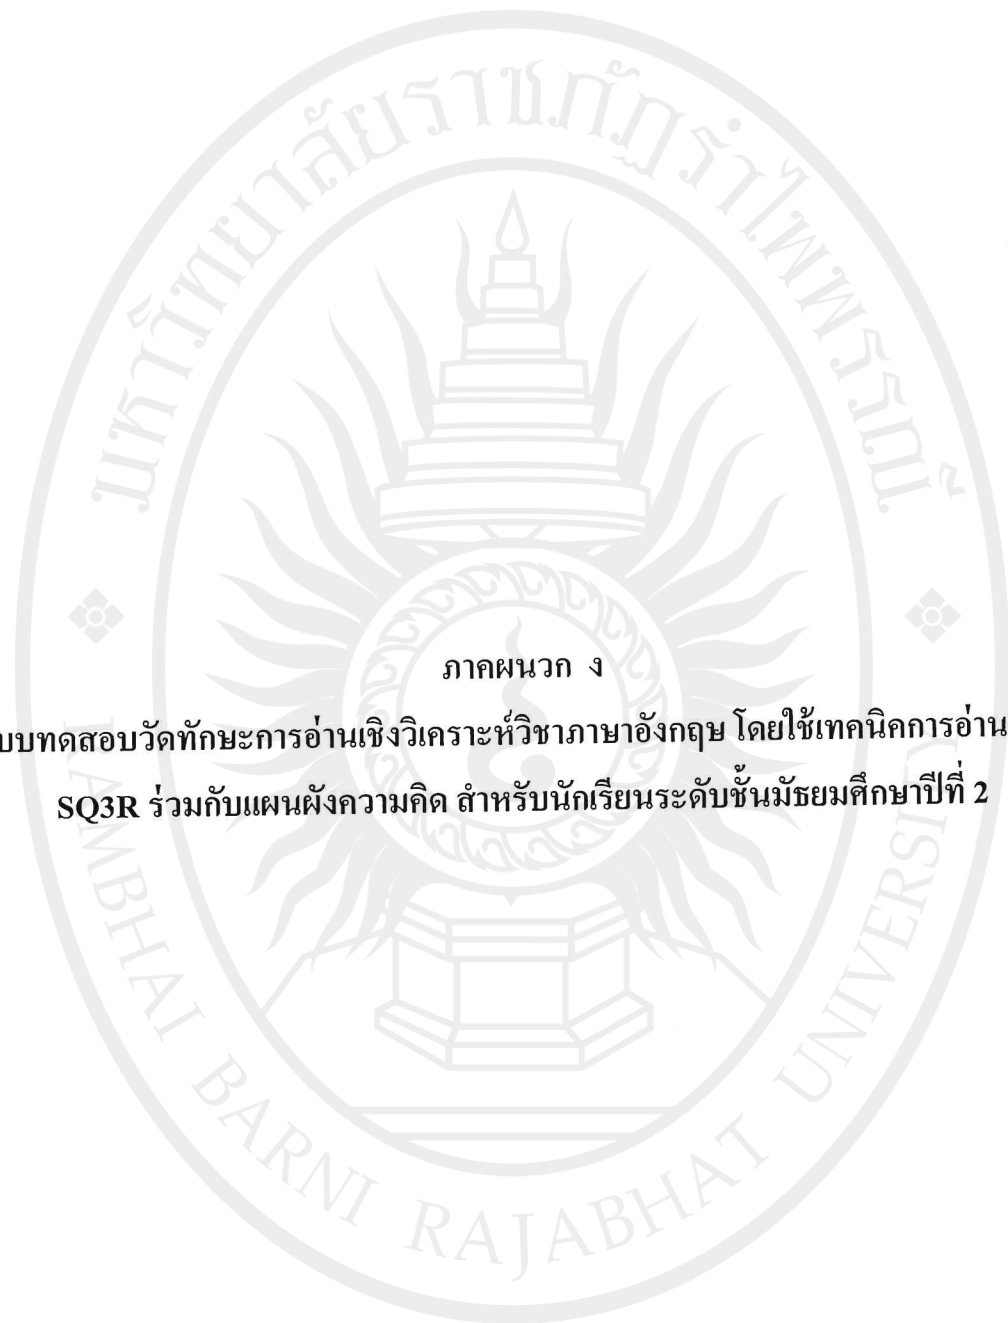 มหาวิทยาลัยราชภัฏรำไพพรรณี
ภาคผนวก ง
บบทดสอบวัดทักษะการอ่านเชิงวิเคราะห์วิชาภาษาอังกฤษ โดยใช้เทคนิคการอ่าน
SQ3R ร่วมกับแผนผังความคิด สำหรับนักเรียนระดับชั้นมัธยมศึกษาปีที่ 2
RAMBHAI BARNI RAJABHAT UNIVERSITY